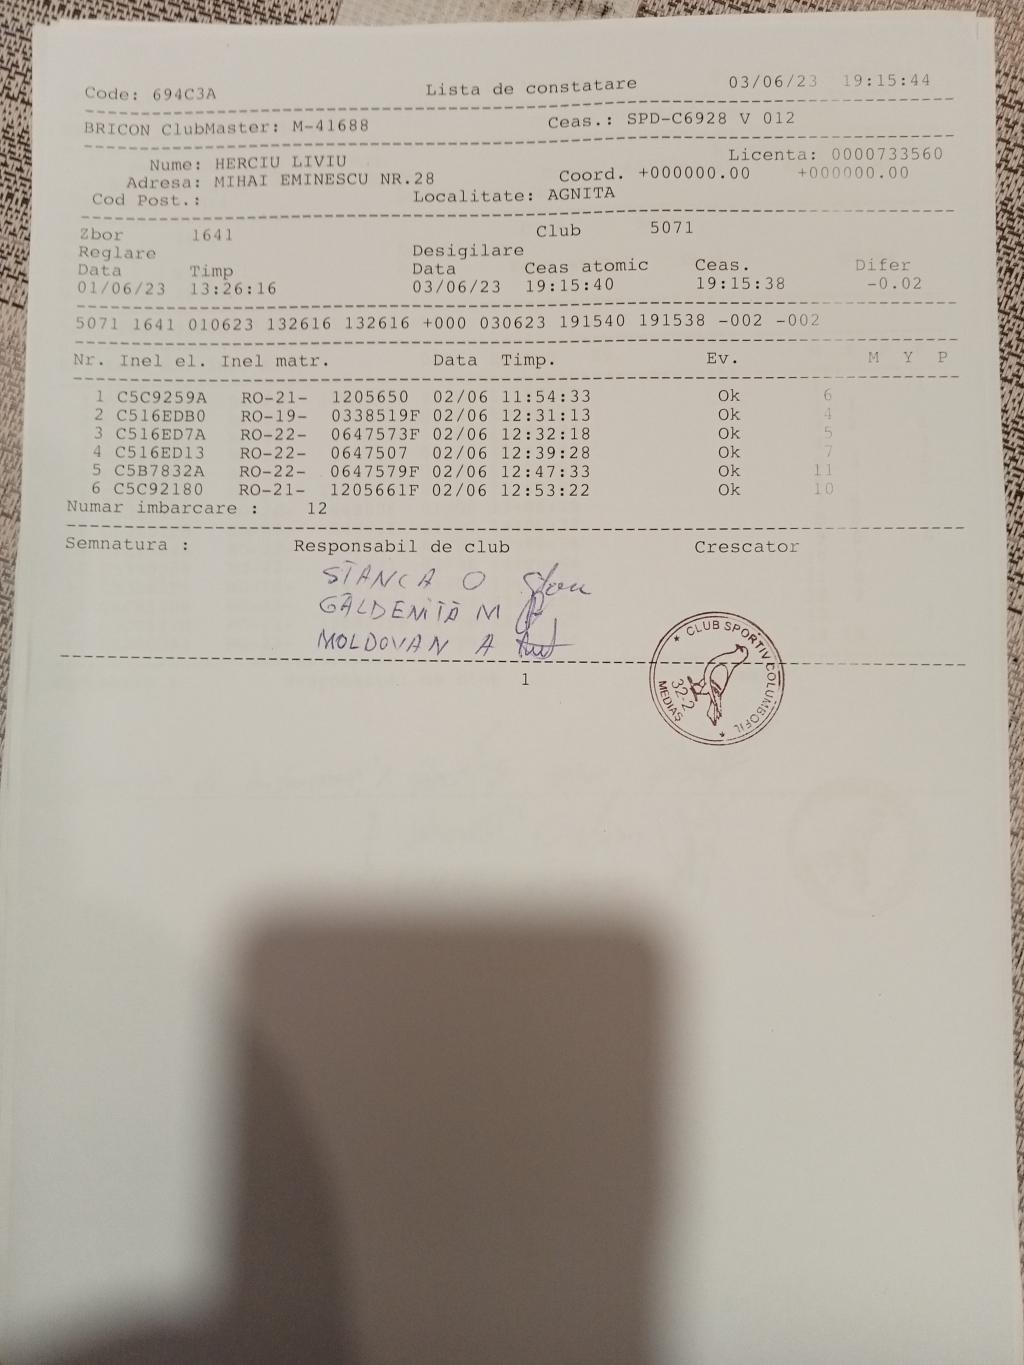 Code: 694C3A Lista de constatare 03/06/23 19:15:44
BRICON ClubMaster: M-41688 Ceas.: SPD-C6928 V 012
Nume: HERCIU LIVIU Licenta: 0000733560
Adresa: MIHAI EMINESCU NR.28 Coord. +000000.00 +000000.00
Cod Post.: Localitate: AGNITA
Zbor 1641 Club 5071
Reglare Desigilare
Data Timp Data Ceas atomic Ceas. Difer
01/06/23 13:26:16 03/06/23 19:15:40 19:15:38 -0.02
5071 1641 010623 132616 132616 +000 030623 191540 191538 -002 -002
Nr. Inel el. Inel matr. Data Timp. Ev. M Y P
1 C5C9259A RO-21- 1205650 02/06 11:54:33 Ok 6
2 C516EDB0 RO-19- 0338519F 02/06 12:31:13 Ok 4
3 C516ED7A RO-22- 0647573F 02/06 12:32:18 Ok 5
4 C516ED13 RO-22- 0647507 02/06 12:39:28 Ok 7
5 C5B7832A RO-22- 0647579F 02/06 12:47:33 Ok 11
6 C5C92180 RO-21- 1205661F 02/06 12:53:22 Ok 10
Numar imbarcare : 12
Semnatura : Responsabil de club Crescator
STANCA O
GĂLDENIȚĂ M
MOLDOVAN A
CLUB SPORTIV COLUMBOFIL
32-2
MEDIAȘ
1